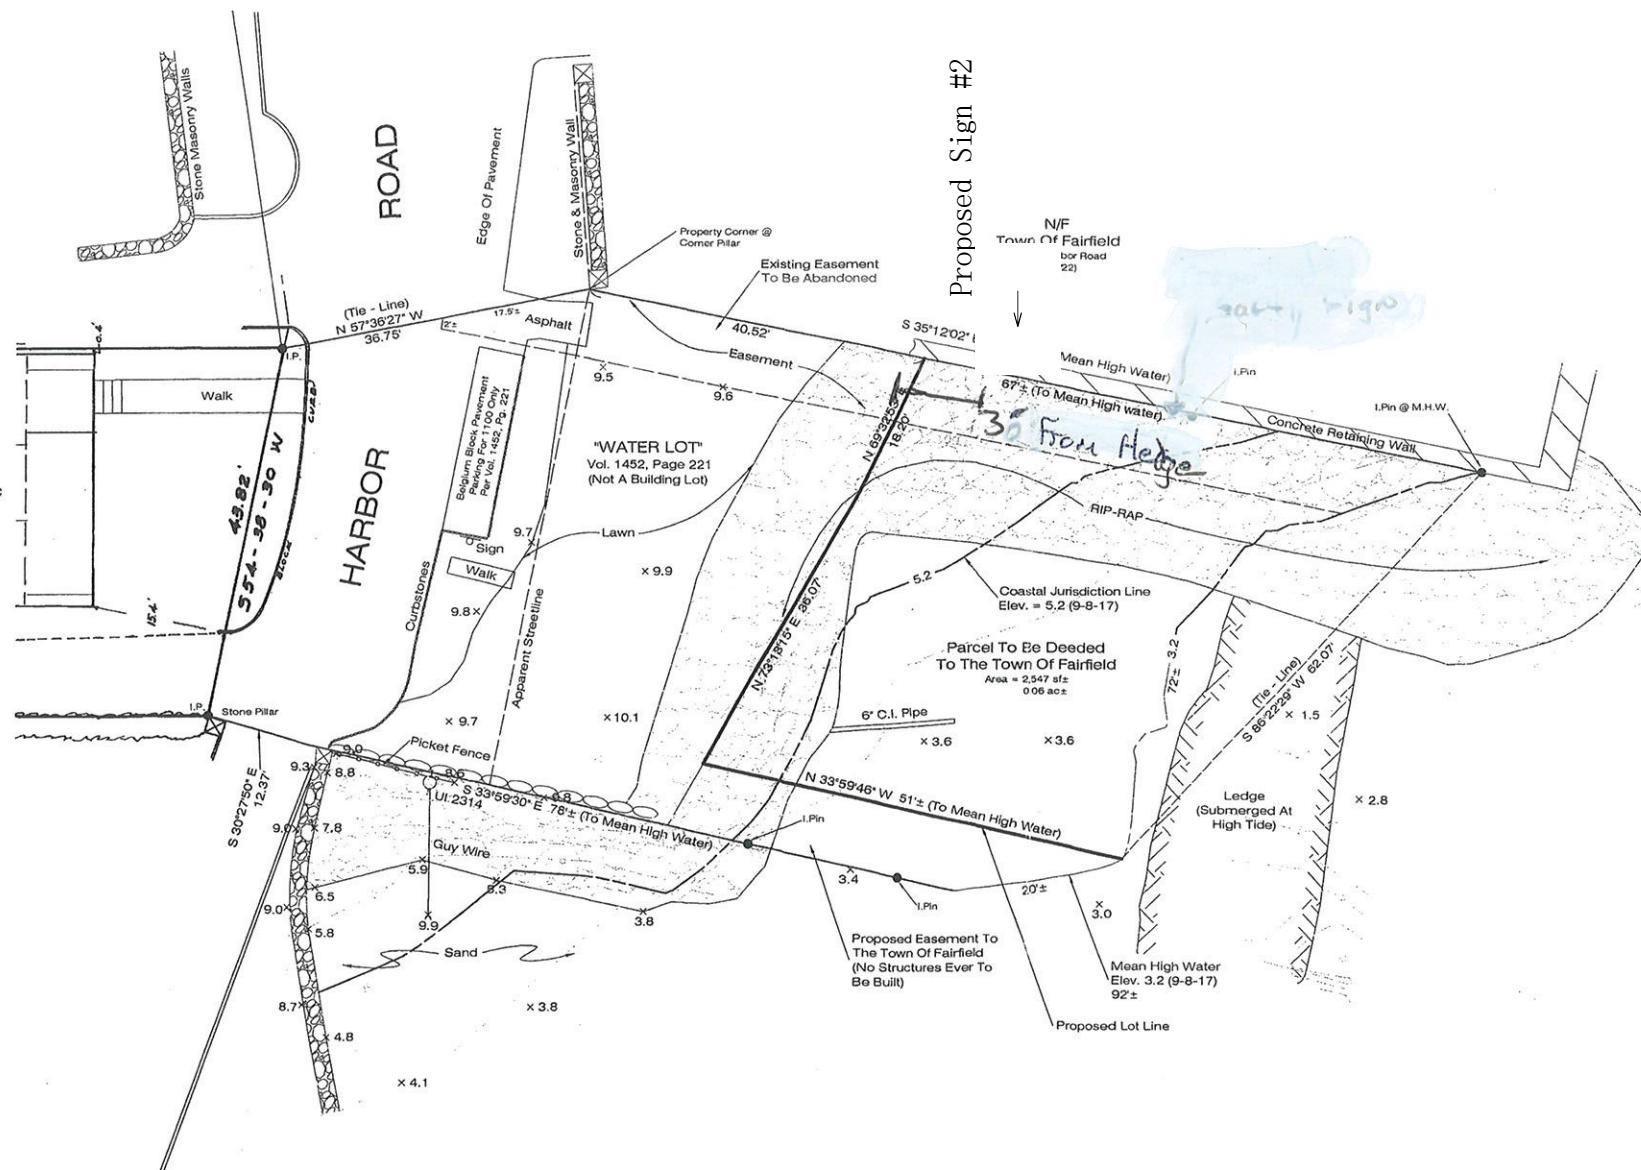 Stone Masonry Walls
ROAD
Edge Of Pavement
Stone & Masonry Wall
Proposed Sign #2
Property Corner @
Corner Pillar
Existing Easement
To Be Abandoned
N/F
Town Of Fairfield
bor Road
22)
(Tie - Line)
N 57°36'27" W
36.75'
17.5'±
2'±
Asphalt
40.52'
Easement
S 35°12'02"
Mean High Water)
I.Pin
67'± (To Mean High water)
I.Pin @ M.H.W.
Concrete Retaining Wall
I.P.
Walk
CURB
9.5
9.6
N 69°32'53" E
18.20'
3'
From Hedge
Belgium Block Pavement
Parking For 1100 Only
Per Vol. 1452, Pg. 221
"WATER LOT"
Vol. 1452, Page 221
(Not A Building Lot)
43.82'
S54-38-30 W
BLOCK
HARBOR
RIP-RAP
Lawn
9.7
Sign
Walk
9.9
9.8
Curbstones
Apparent Streetline
5.2
Coastal Jurisdiction Line
Elev. = 5.2 (9-8-17)
15.4'
N 73°13'15" E 36.07'
Parcel To Be Deeded
To The Town Of Fairfield
Area = 2,547 sf±
0.06 ac±
72'± 3.2
(Tie - Line)
S 86°22'29" W 62.07'
I.P.
Stone Pillar
9.7
10.1
6" C.I. Pipe
3.6
3.6
1.5
Picket Fence
9.0
9.3
8.8
8.6
9.8
UI.2314
S 33°59'30" E 78'± (To Mean High Water)
N 33°59'46" W 51'± (To Mean High Water)
S 30°27'50" E
12.37'
Ledge
(Submerged At
High Tide)
2.8
I.Pin
9.0
7.8
Guy Wire
5.9
3.4
I.Pin
20'±
3.0
6.5
9.0
5.8
9.9
3.8
Sand
Proposed Easement To
The Town Of Fairfield
(No Structures Ever To
Be Built)
Mean High Water
Elev. 3.2 (9-8-17)
92'±
8.7
3.8
Proposed Lot Line
4.8
4.1